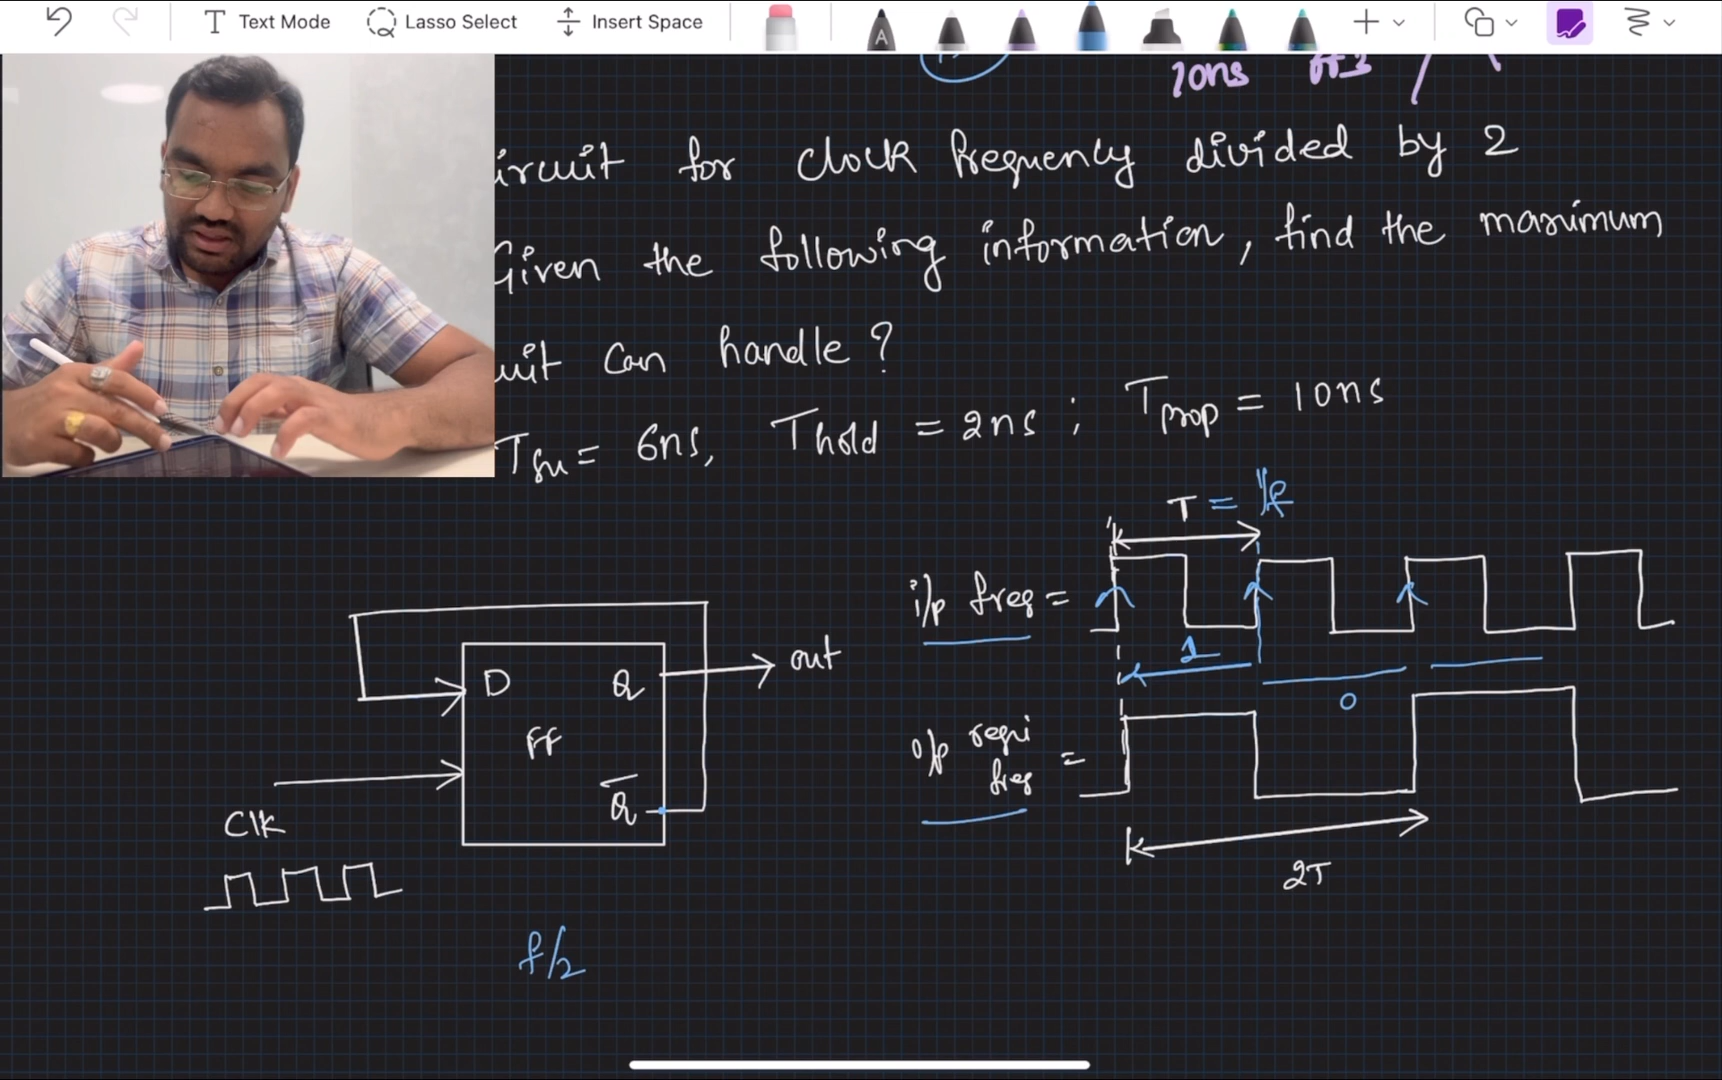 Text Mode Lasso Select Insert Space
A
10ns
ircuit for clock frequency divided by 2
Given the following information, find the maximum
uit can handle?
Tsu = 6ns, Thold = 2ns ; Tprop = 10ns
T = 1/f
i/p freq =
1
0
D Q out
FF
Q̅
Clk
o/p requi freq =
2T
f/2